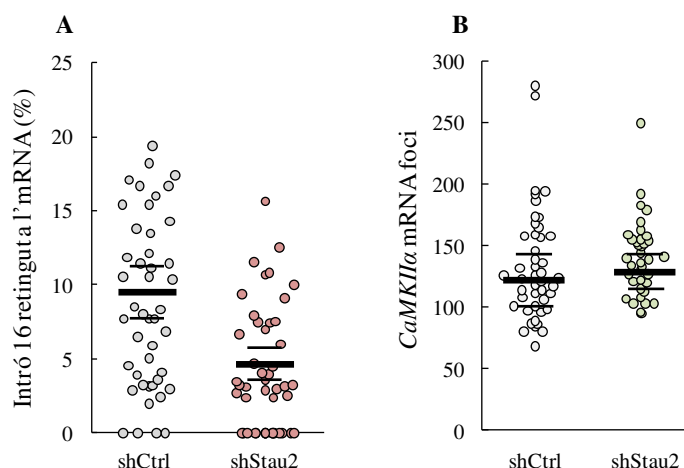 A
Intró 16 retingut a l’mRNA (%)
25
20
15
10
5
0
shCtrl
shStau2
B
CaMKIIα mRNA foci
300
250
200
150
100
50
0
shCtrl
shStau2